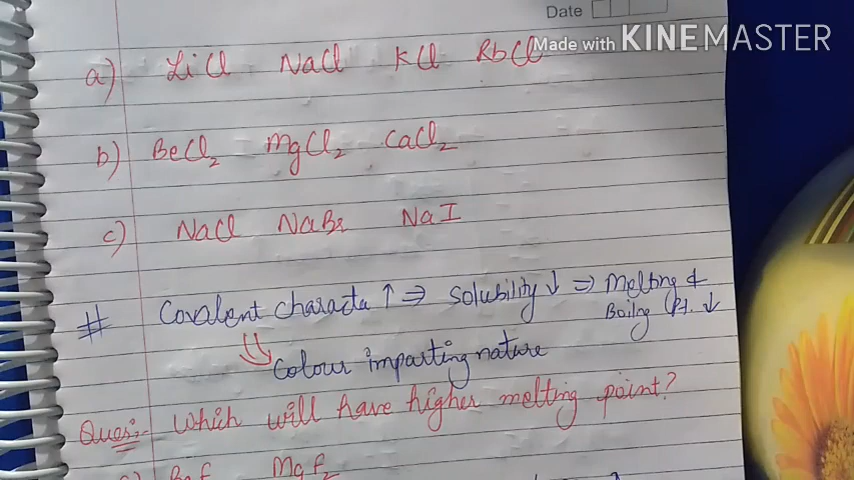 Date
Made with KINEMASTER
a) LiCl NaCl KCl RbCl
b) BeCl₂ MgCl₂ CaCl₂
c) NaCl NaBr NaI
# Covalent characta ↑ ⇒ Solubility ↓ ⇒ Melting &
Boilng Pt. ↓
⇓ Colour imparting nature
Ques:- Which will have higher melting point?
MgF₂